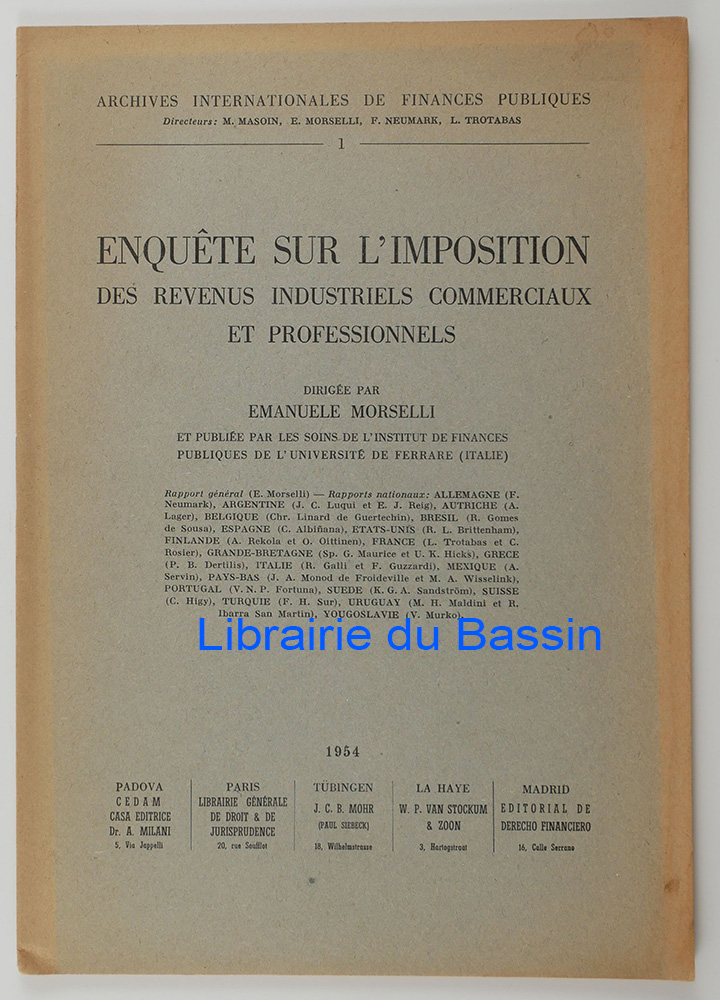 ARCHIVES INTERNATIONALES DE FINANCES PUBLIQUES
Directeurs: M. MASOIN, E. MORSELLI, F. NEUMARK, L. TROTABAS
1
ENQUÊTE SUR L'IMPOSITION
DES REVENUS INDUSTRIELS COMMERCIAUX
ET PROFESSIONNELS
DIRIGÉE PAR
EMANUELE MORSELLI
ET PUBLIÉE PAR LES SOINS DE L'INSTITUT DE FINANCES
PUBLIQUES DE L'UNIVERSITÉ DE FERRARE (ITALIE)
Rapport général (E. Morselli) — Rapports nationaux: ALLEMAGNE (F.
Neumark), ARGENTINE (J. C. Luqui et E. J. Reig), AUTRICHE (A.
Lager), BELGIQUE (Chr. Linard de Guertechin), BRESIL (R. Gomes
de Sousa), ESPAGNE (C. Albiñana), ETATS-UNIS (R. L. Brittenham),
FINLANDE (A. Rekola et O. Oittinen), FRANCE (L. Trotabas et C.
Rosier), GRANDE-BRETAGNE (Sp. G. Maurice et U. K. Hicks), GRECE
(P. B. Dertilis), ITALIE (R. Galli et F. Guzzardi), MEXIQUE (A.
Servin), PAYS-BAS (J. A. Monod de Froideville et M. A. Wisselink),
PORTUGAL (V. N. P. Fortuna), SUEDE (K. G. A. Sandström), SUISSE
(C. Higy), TURQUIE (F. H. Sur), URUGUAY (M. H. Maldini et R.
Ibarra San Martin), YOUGOSLAVIE (V. Murko).
Librairie du Bassin
1954
PADOVA
CEDAM
CASA EDITRICE
Dr. A. MILANI
5, Via Jappelli
PARIS
LIBRAIRIE GÉNÉRALE
DE DROIT & DE
JURISPRUDENCE
20, rue Soufflot
TÜBINGEN
J. C. B. MOHR
(PAUL SIEBECK)
18, Wilhelmstrasse
LA HAYE
W. P. VAN STOCKUM
& ZOON
3, Hartogstraat
MADRID
EDITORIAL DE
DERECHO FINANCIERO
16, Calle Serrano